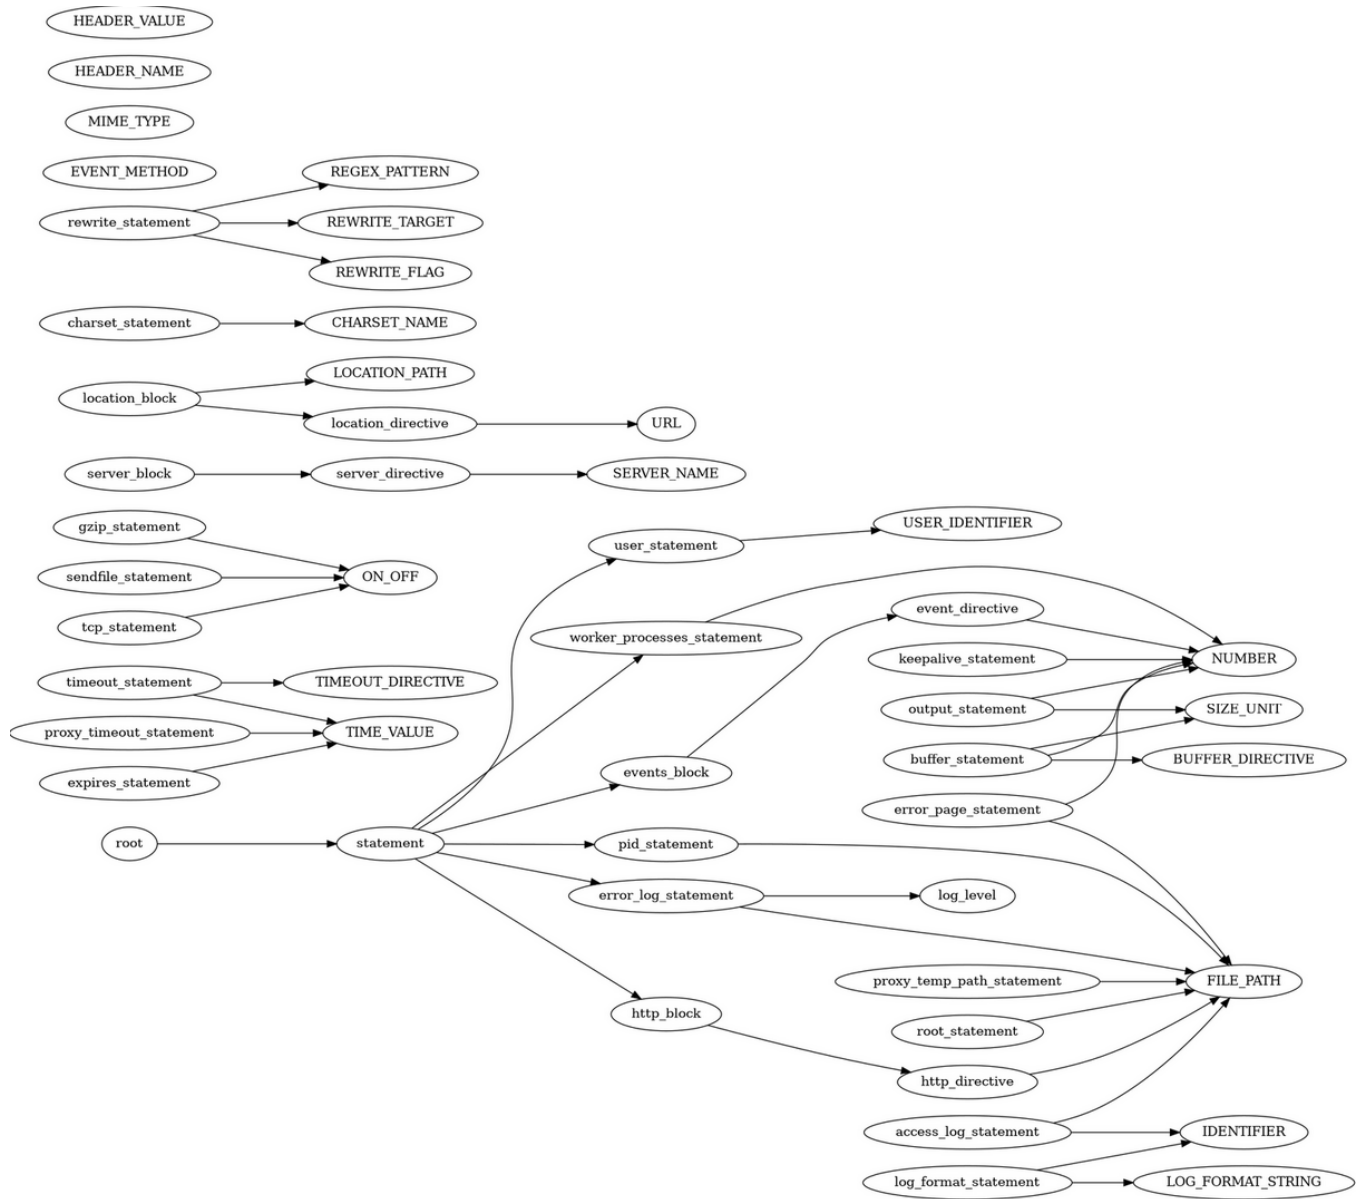 HEADER_VALUE
HEADER_NAME
MIME_TYPE
EVENT_METHOD
REGEX_PATTERN
rewrite_statement
REWRITE_TARGET
REWRITE_FLAG
charset_statement
CHARSET_NAME
LOCATION_PATH
location_block
location_directive
URL
server_block
server_directive
SERVER_NAME
gzip_statement
sendfile_statement
ON_OFF
tcp_statement
timeout_statement
TIMEOUT_DIRECTIVE
proxy_timeout_statement
TIME_VALUE
expires_statement
root
statement
user_statement
USER_IDENTIFIER
worker_processes_statement
event_directive
keepalive_statement
NUMBER
output_statement
SIZE_UNIT
events_block
buffer_statement
BUFFER_DIRECTIVE
error_page_statement
pid_statement
error_log_statement
log_level
proxy_temp_path_statement
FILE_PATH
http_block
root_statement
http_directive
access_log_statement
IDENTIFIER
log_format_statement
LOG_FORMAT_STRING